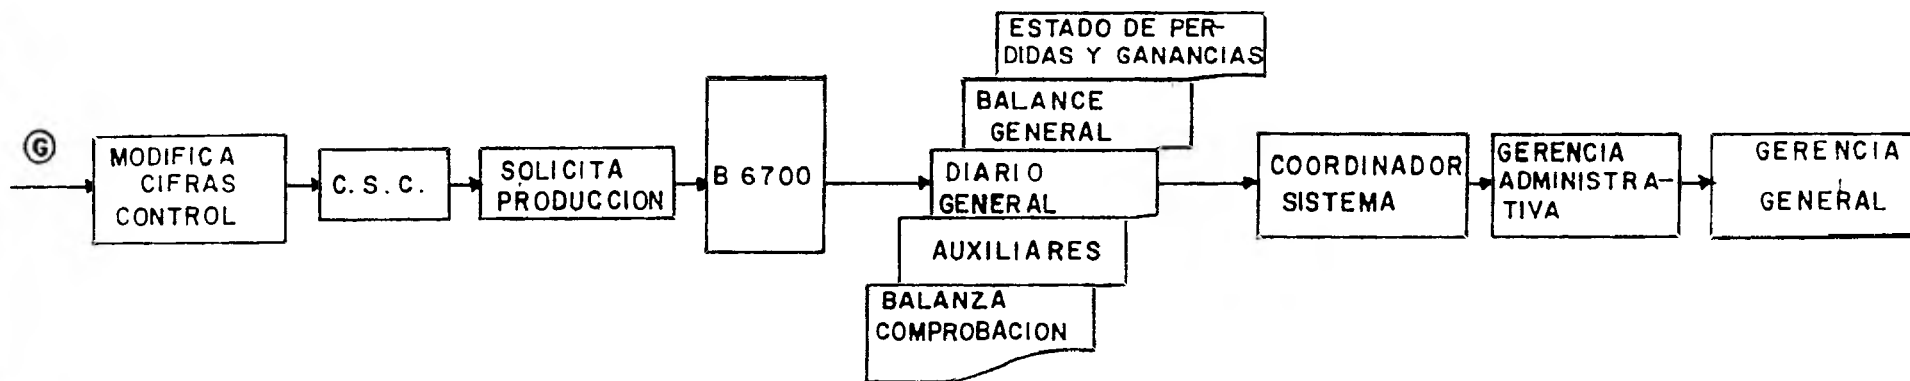 G
MODIFICA
CIFRAS
CONTROL
C. S. C.
SOLICITA
PRODUCCION
B 6700
ESTADO DE PER-
DIDAS Y GANANCIAS
BALANCE
GENERAL
DIARIO
GENERAL
AUXILIARES
BALANZA
COMPROBACION
COORDINADOR
SISTEMA
GERENCIA
ADMINISTRA-
TIVA
GERENCIA
GENERAL